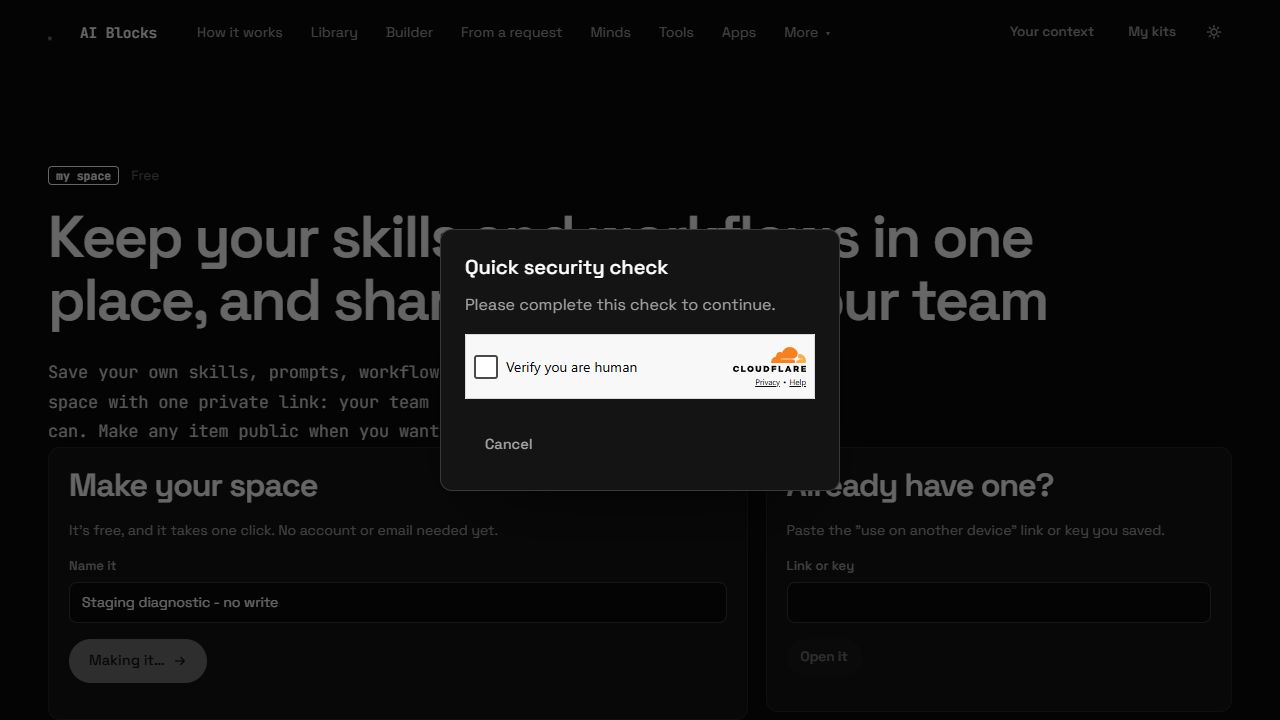 AI Blocks How it works Library Builder From a request Minds Tools Apps More Your context My kits
my space Free
Keep your skills and workflows in one
place, and shar our team
Save your own skills, prompts, workflow
space with one private link: your team
can. Make any item public when you want
Quick security check
Please complete this check to continue.
Verify you are human
CLOUDFLARE
Privacy • Help
Cancel
Make your space
It's free, and it takes one click. No account or email needed yet.
Name it
Staging diagnostic - no write
Making it... →
Already have one?
Paste the "use on another device" link or key you saved.
Link or key
Open it